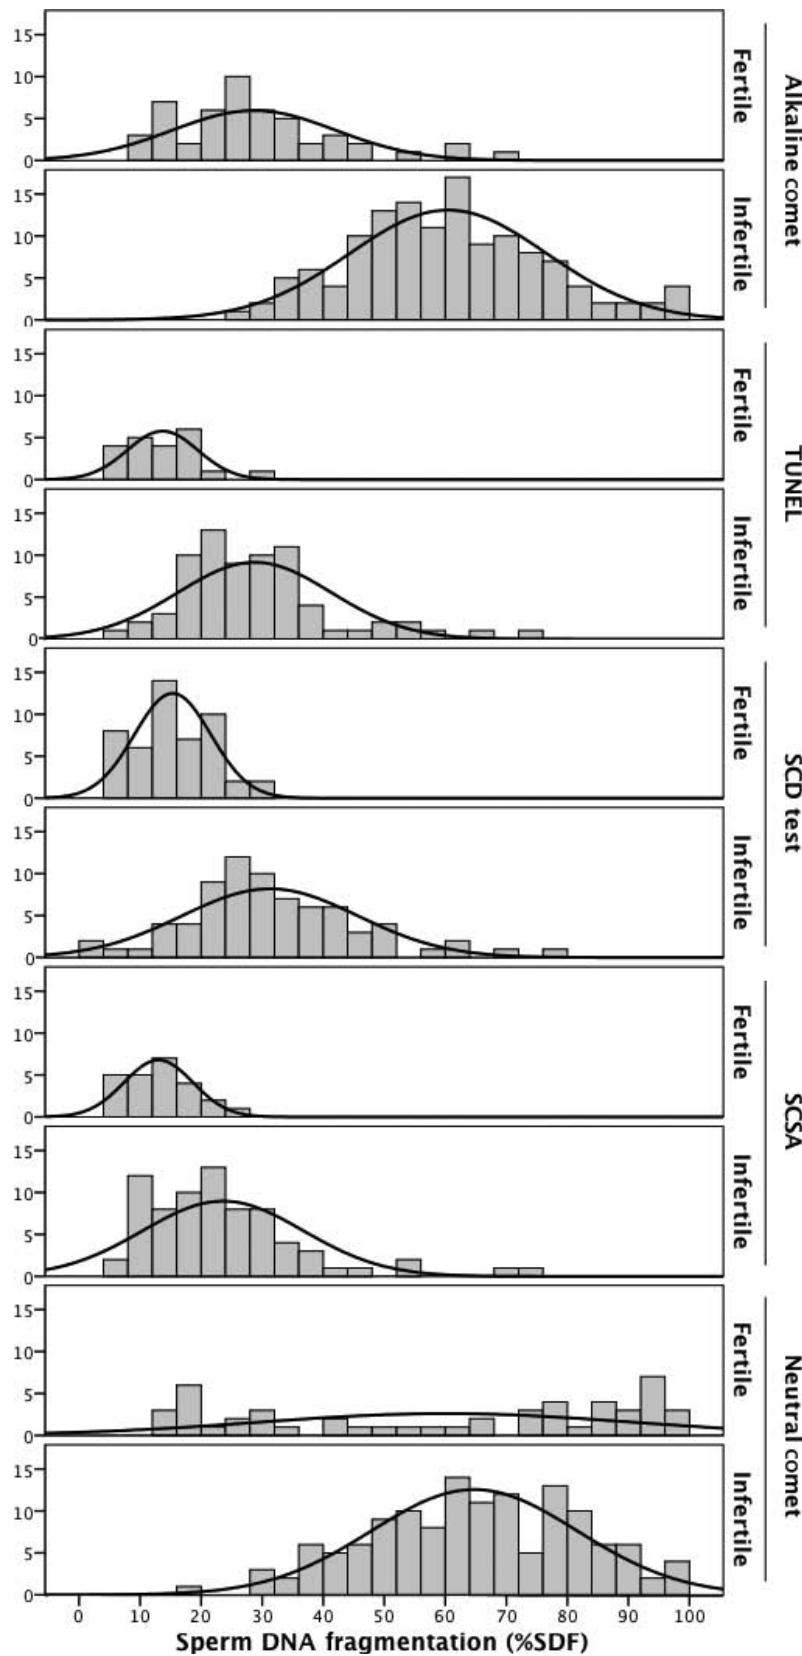 15
10
5
0
Fertile
15
10
5
0
Infertile
Alkaline comet
15
10
5
0
Fertile
15
10
5
0
Infertile
TUNEL
15
10
5
0
Fertile
15
10
5
0
Infertile
SCD test
15
10
5
0
Fertile
15
10
5
0
Infertile
SCSA
15
10
5
0
Fertile
15
10
5
0
Infertile
Neutral comet
0 10 20 30 40 50 60 70 80 90 100
Sperm DNA fragmentation (%SDF)